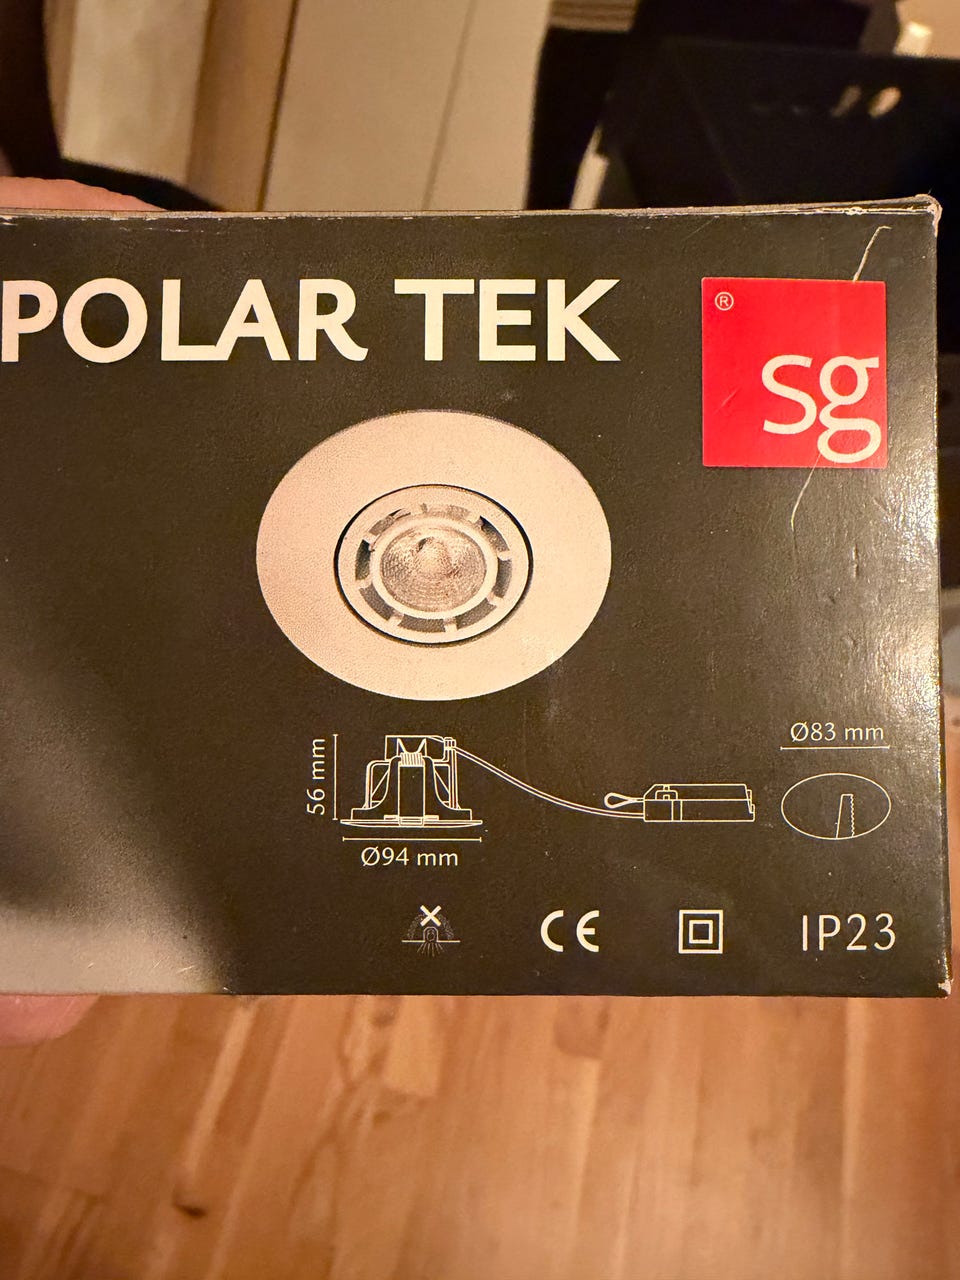 POLAR TEK
®
sg
56 mm
Ø94 mm
Ø83 mm
CE
IP23